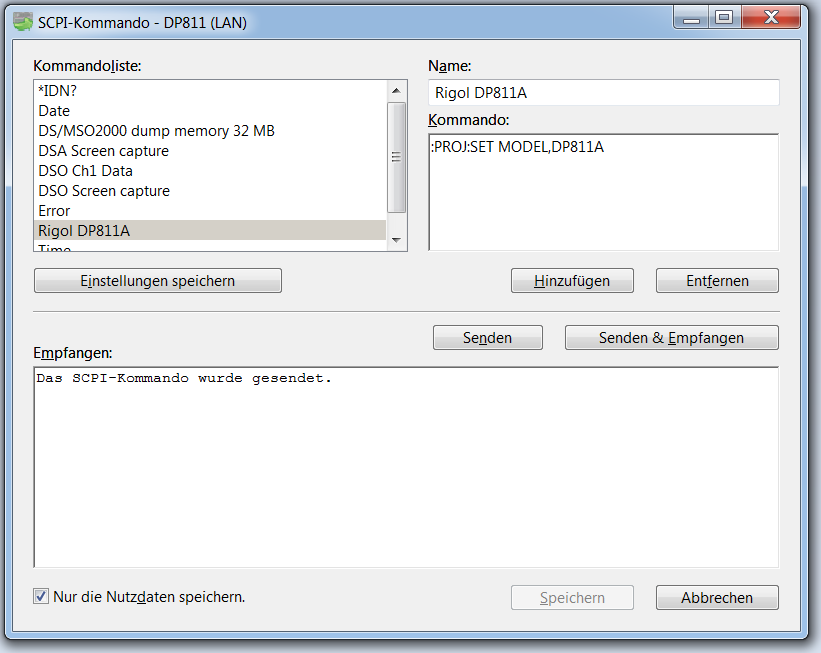 SCPI-Kommando - DP811 (LAN)
Kommandoliste:
*IDN?
Date
DS/MSO2000 dump memory 32 MB
DSA Screen capture
DSO Ch1 Data
DSO Screen capture
Error
Rigol DP811A
Time
Name:
Rigol DP811A
Kommando:
:PROJ:SET MODEL,DP811A
Einstellungen speichern
Hinzufügen
Entfernen
Senden
Senden & Empfangen
Empfangen:
Das SCPI-Kommando wurde gesendet.
Nur die Nutzdaten speichern.
Speichern
Abbrechen